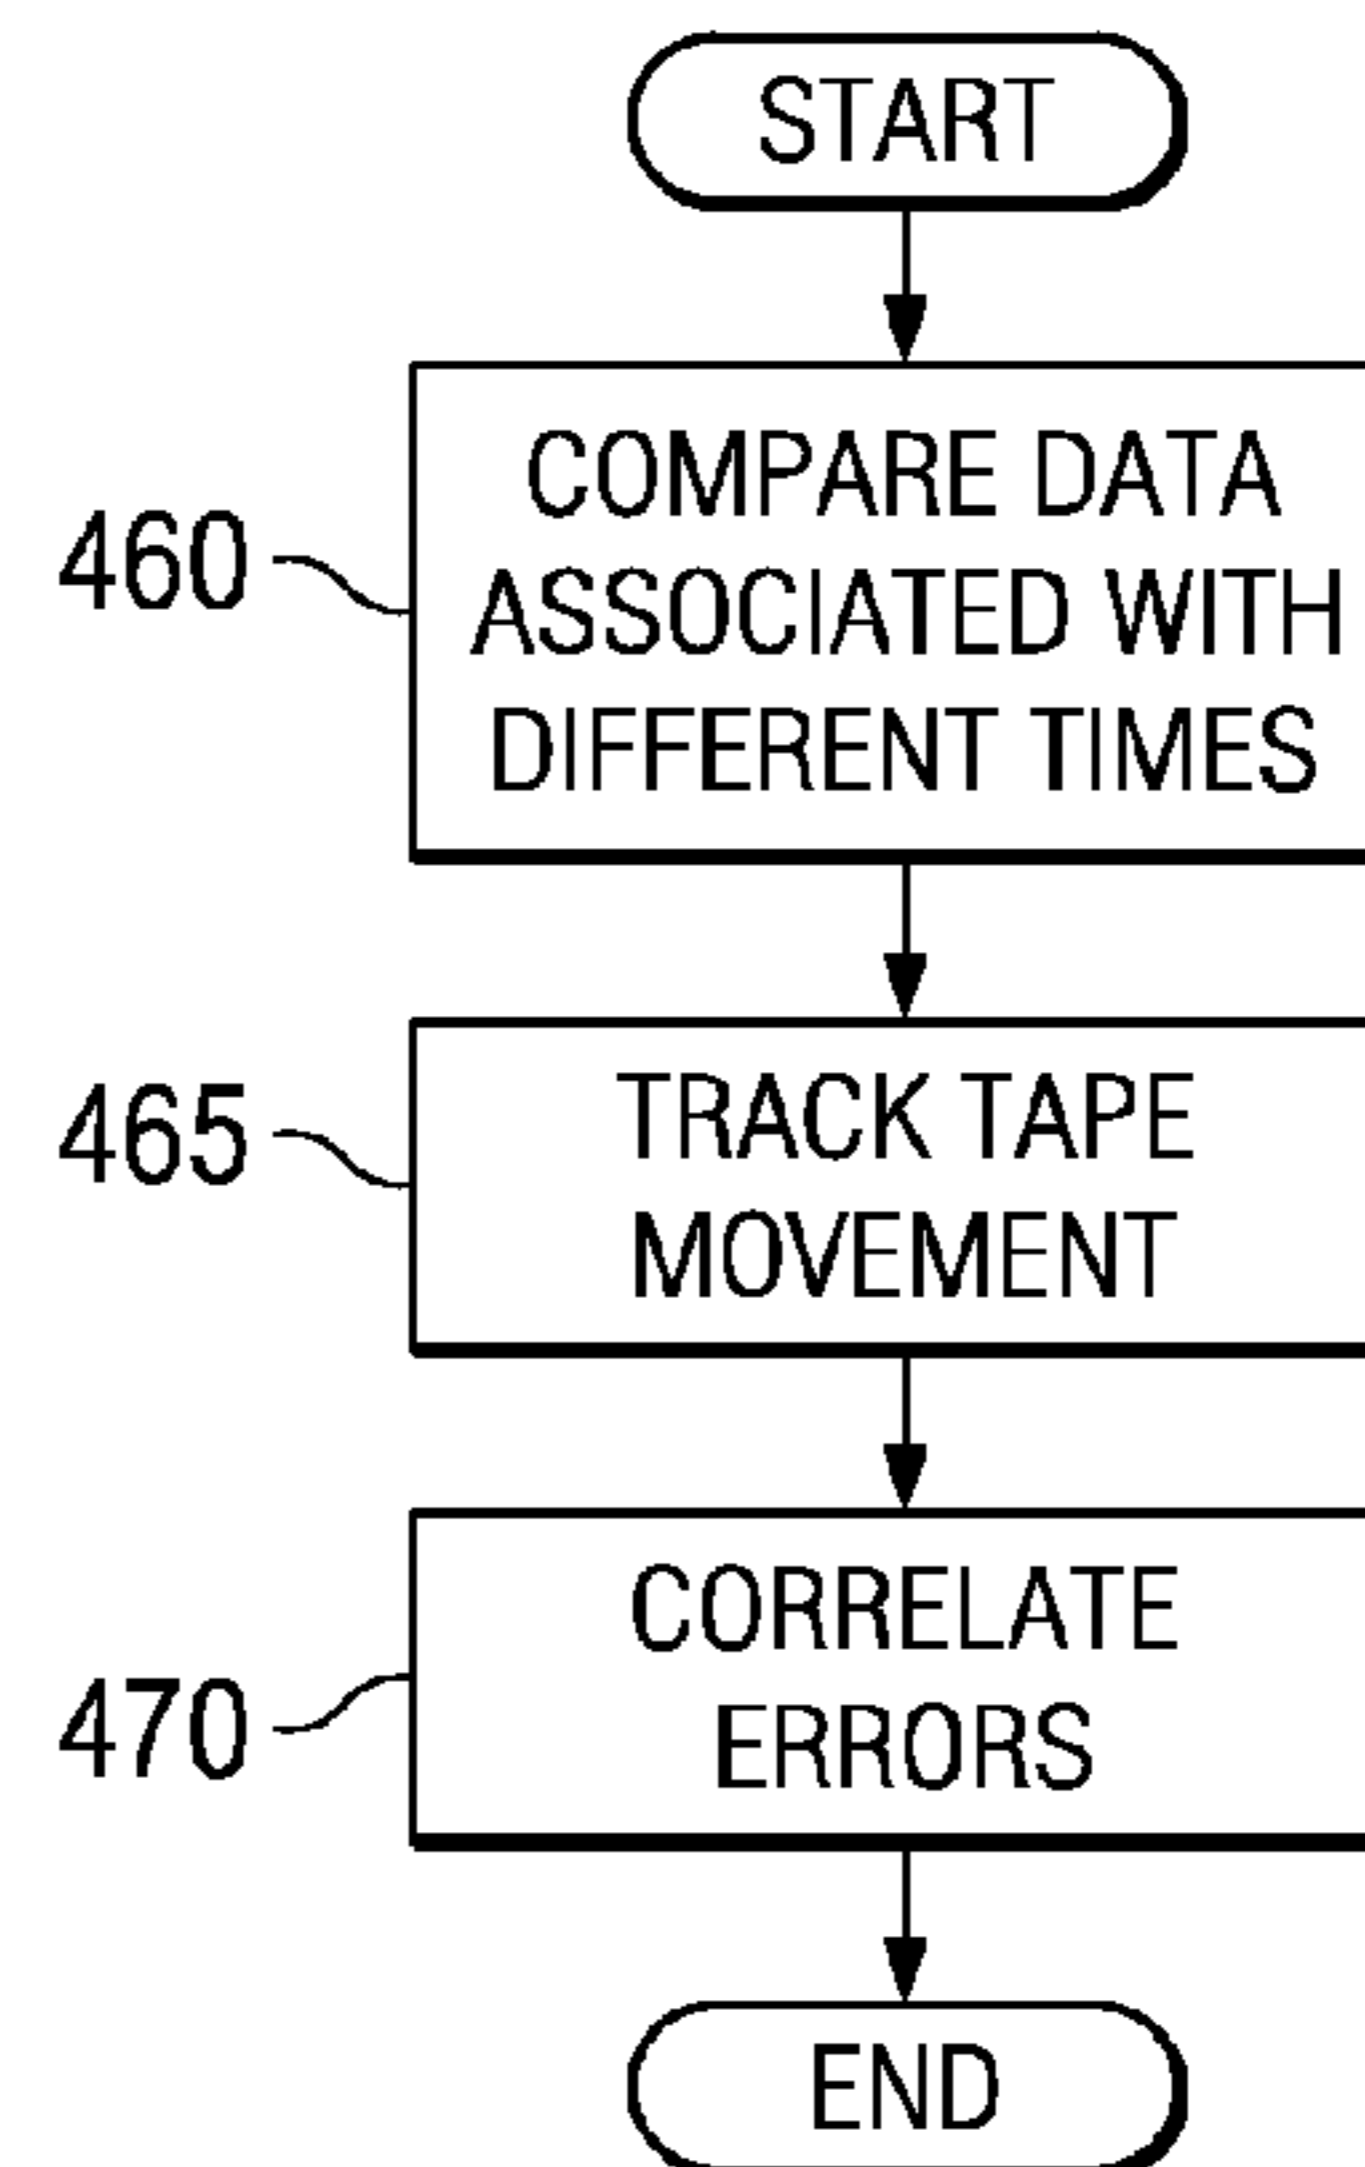 START
COMPARE DATA
460
ASSOCIATED WITH
DIFFERENT TIMES
465
TRACK TAPE
MOVEMENT
CORRELATE
470
ERRORS
END